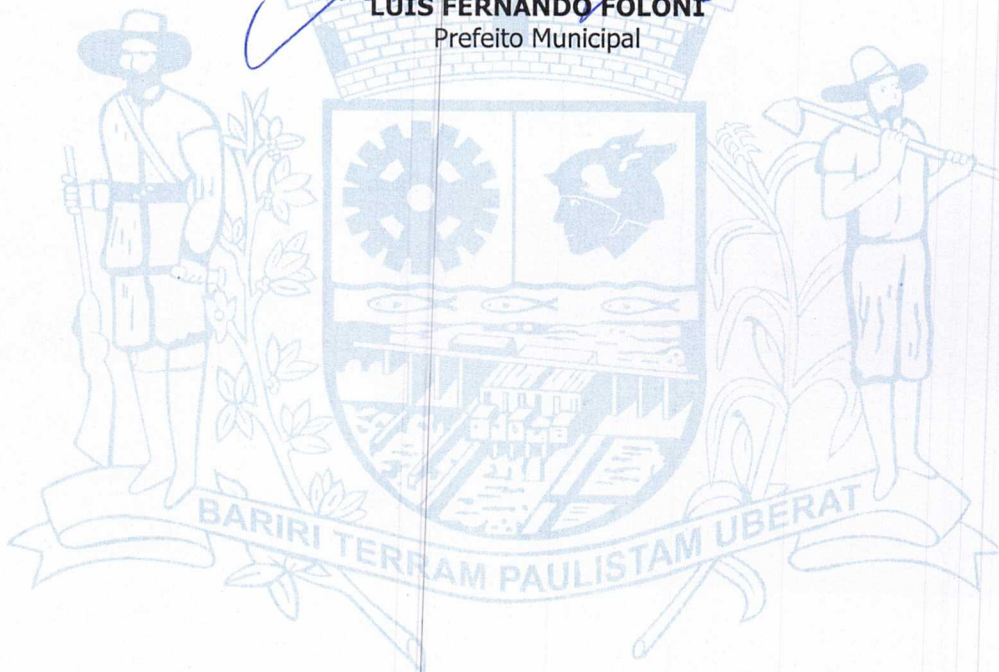 LUIS FERNANDO FOLONI
Prefeito Municipal
BARIRI TERRAM PAULISTAM UBERAT